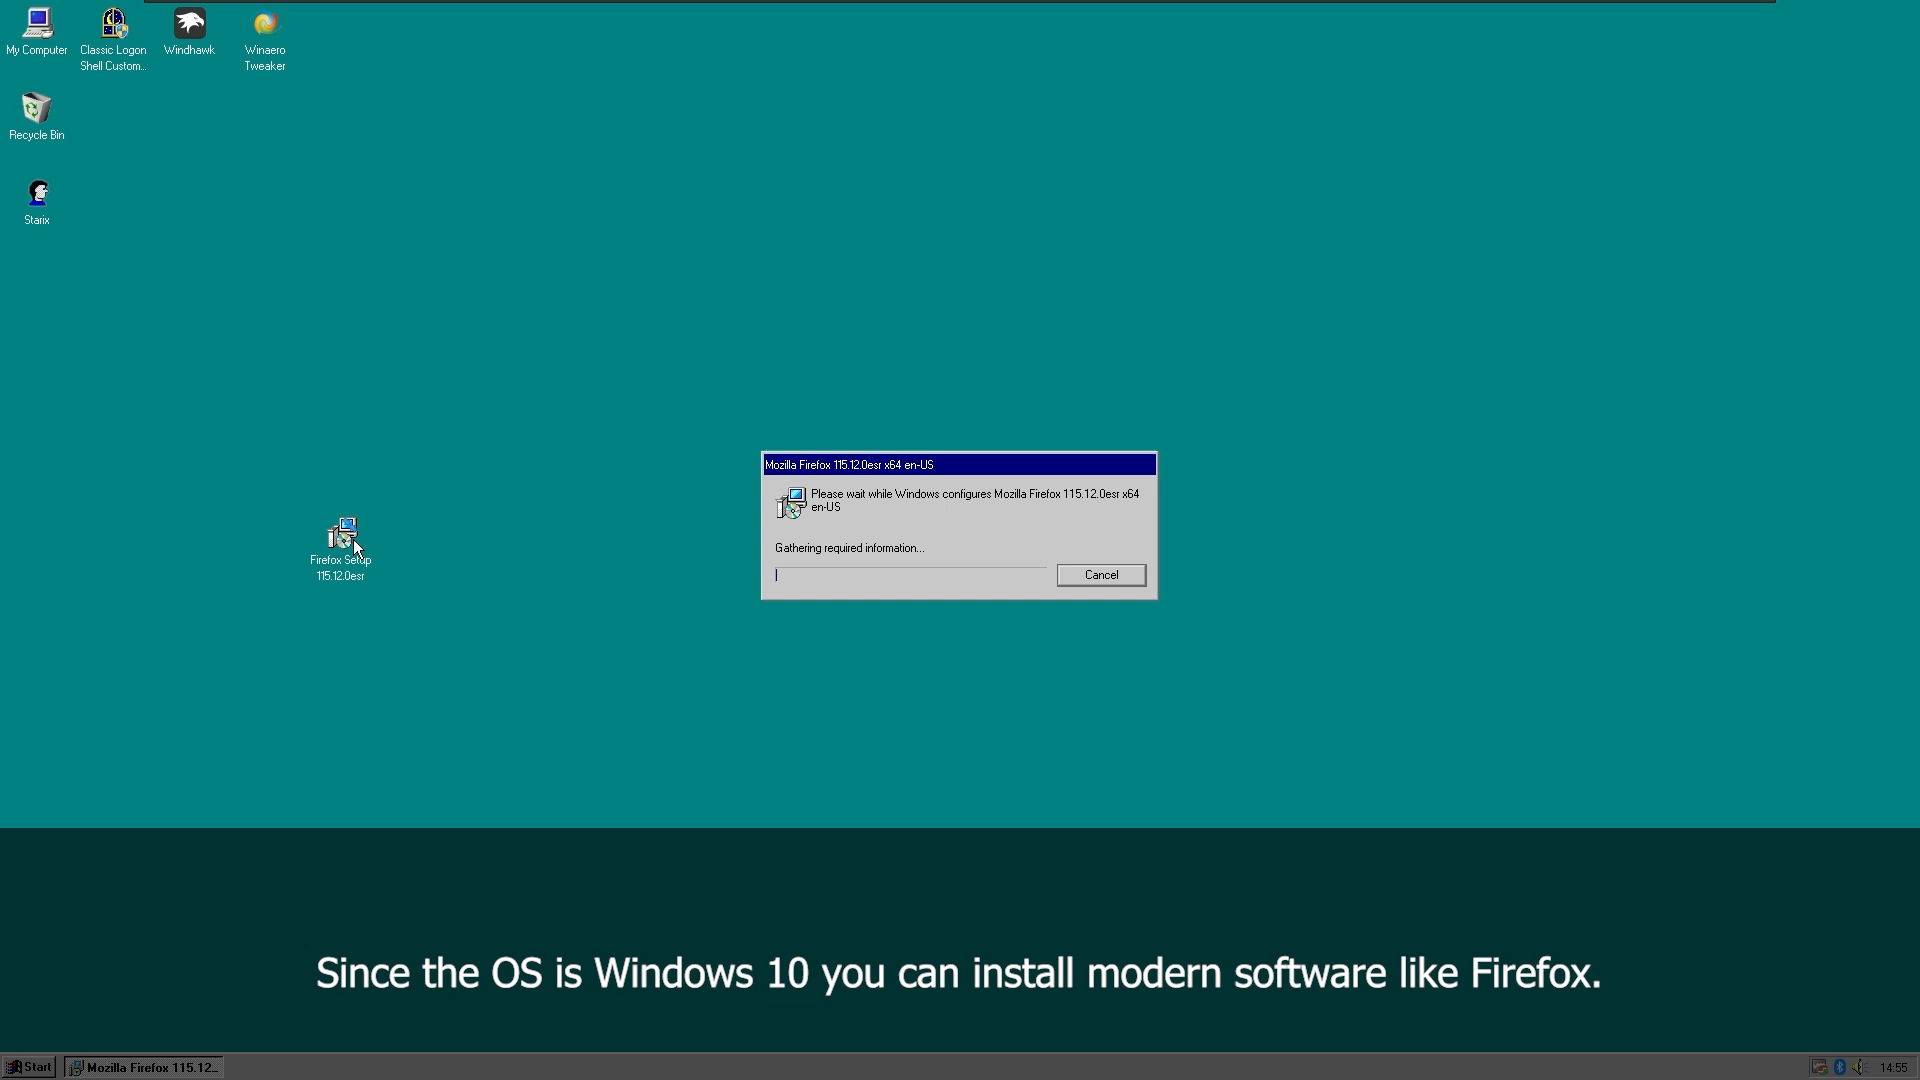 My Computer
Classic Logon
Shell Custom...
Windhawk
Winaero
Tweaker
Recycle Bin
Starix
Mozilla Firefox 115.12.0esr x64 en-US
Please wait while Windows configures Mozilla Firefox 115.12.0esr x64
en-US
Gathering required information...
Cancel
Firefox Setup
115.12.0esr
Since the OS is Windows 10 you can install modern software like Firefox.
Start
Mozilla Firefox 115.12...
14:55